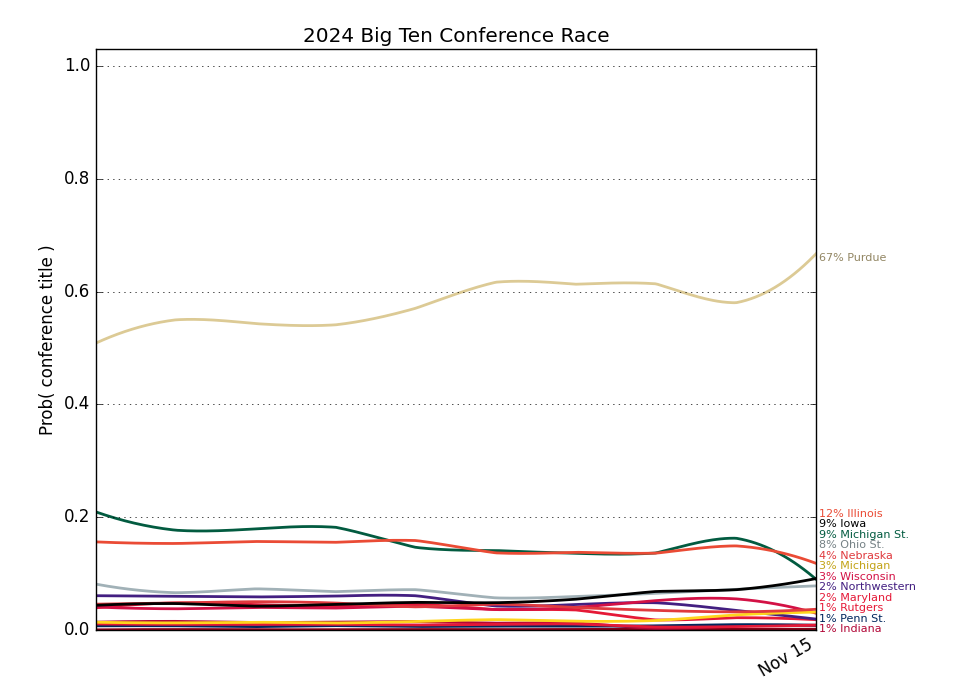 2024 Big Ten Conference Race
Prob( conference title )
1.0
0.8
0.6
0.4
0.2
0.0
67% Purdue
12% Illinois
9% Iowa
9% Michigan St.
8% Ohio St.
4% Nebraska
3% Michigan
3% Wisconsin
2% Northwestern
2% Maryland
1% Rutgers
1% Penn St.
1% Indiana
Nov 15